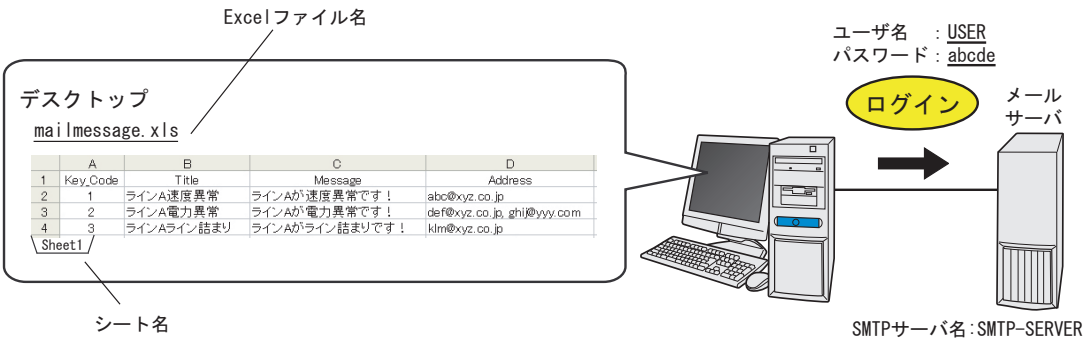 Excelファイル名
ユーザ名 : USER
パスワード : abcde
デスクトップ
mailmessage.xls
ログイン
メール
サーバ
A B C D
1 Key_Code Title Message Address
2 1 ラインA速度異常 ラインAが速度異常です! abc@xyz.co.jp
3 2 ラインA電力異常 ラインAが電力異常です! def@xyz.co.jp, ghi@yyy.com
4 3 ラインAライン詰まり ラインAがライン詰まりです! klm@xyz.co.jp
Sheet1
シート名
SMTPサーバ名:SMTP-SERVER